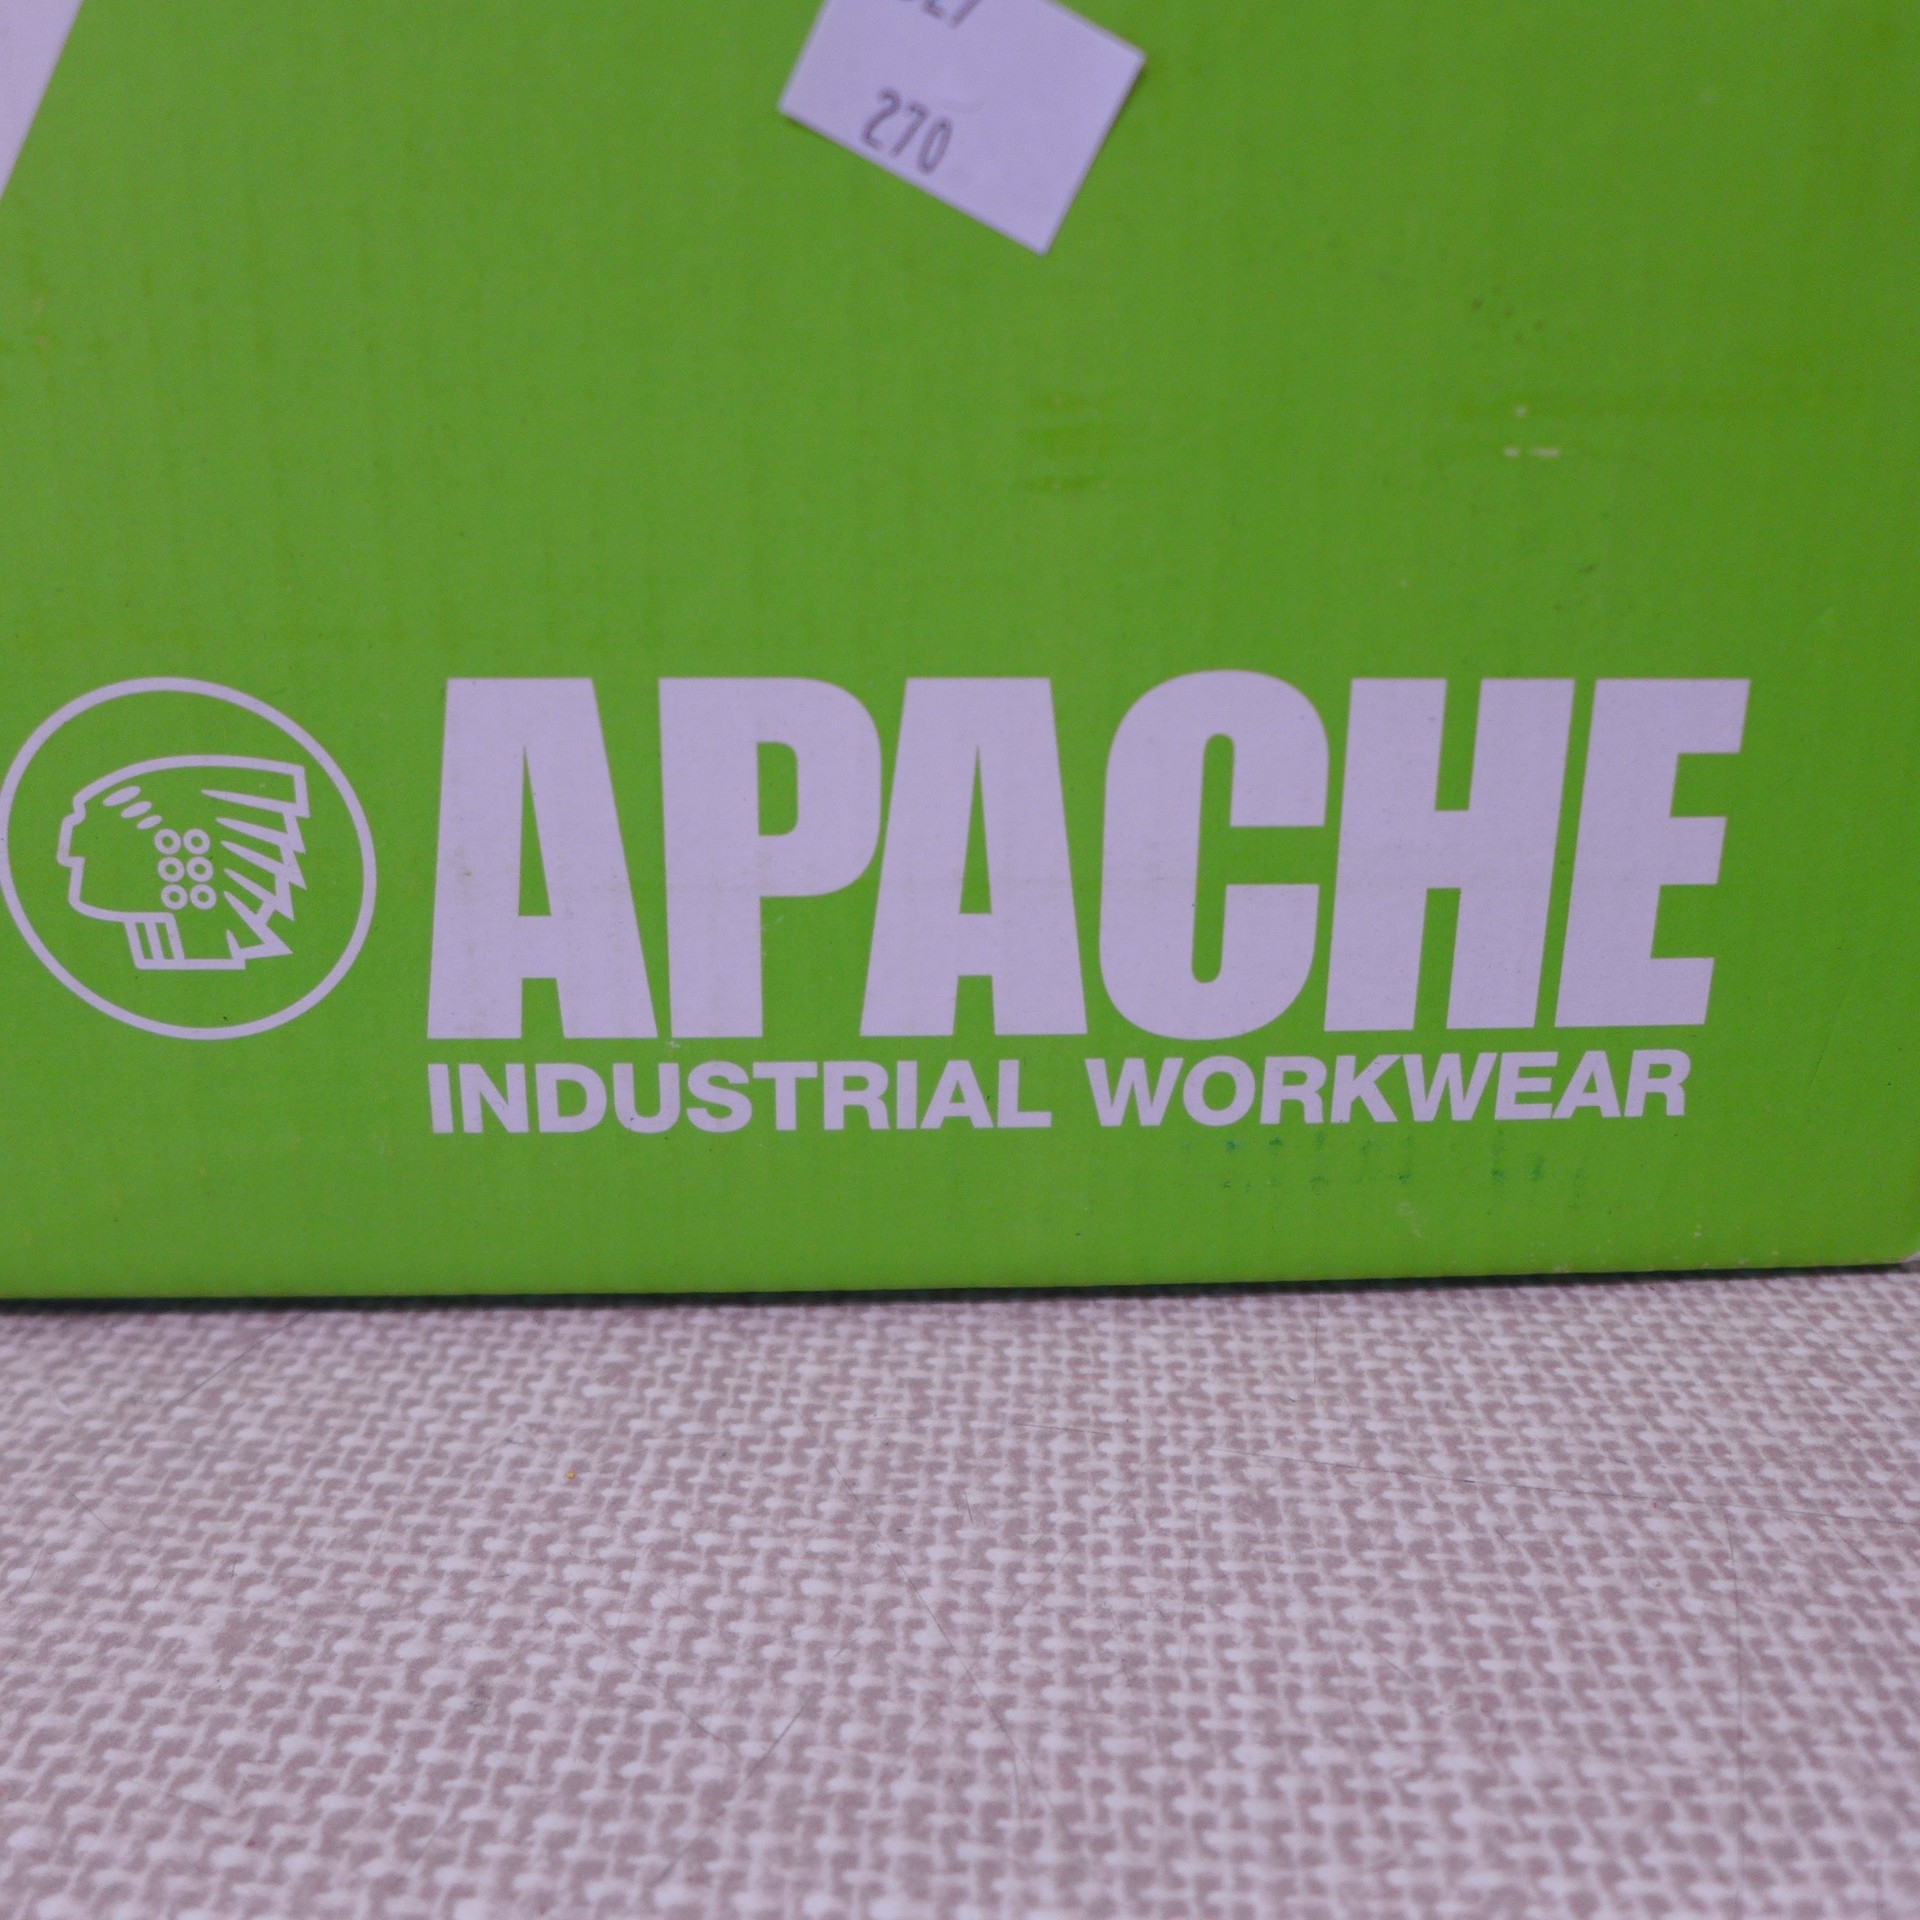 270
APACHE
INDUSTRIAL WORKWEAR